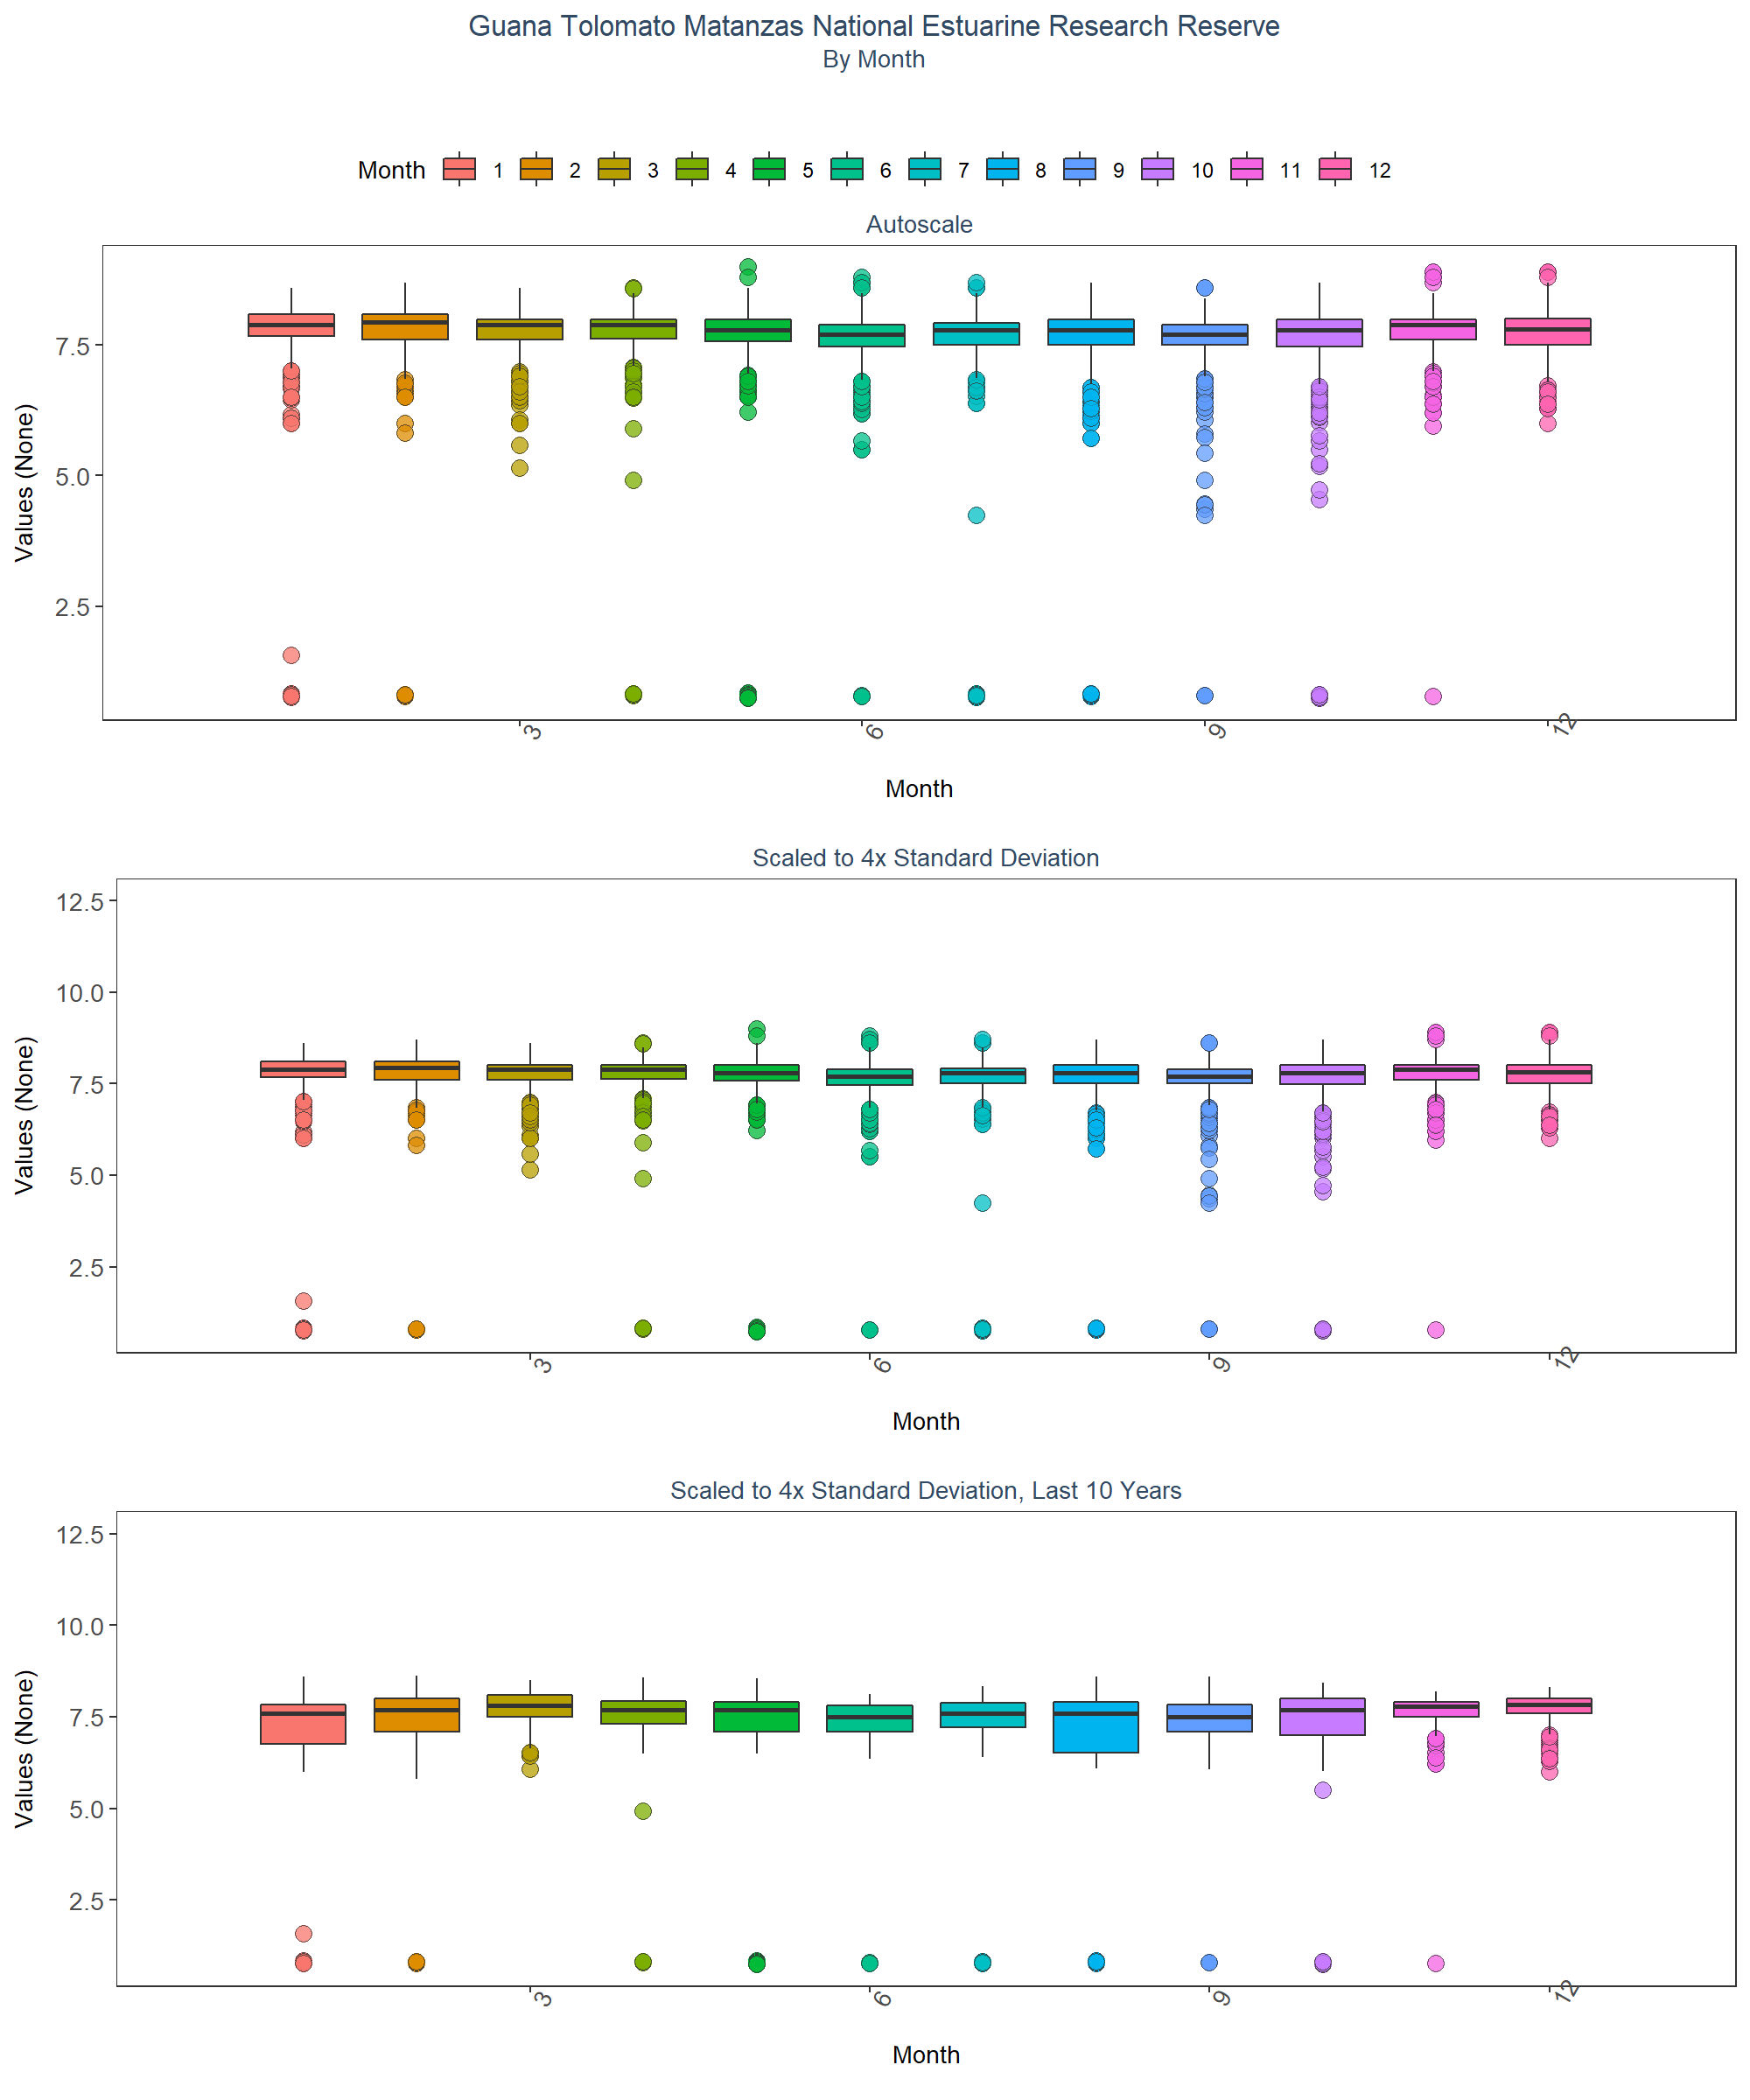 Guana Tolomato Matanzas National Estuarine Research Reserve
By Month
Month 1 2 3 4 5 6 7 8 9 10 11 12
Autoscale
Values (None)
7.5
5.0
2.5
3 6 9 12
Month
Scaled to 4x Standard Deviation
Values (None)
12.5
10.0
7.5
5.0
2.5
3 6 9 12
Month
Scaled to 4x Standard Deviation, Last 10 Years
Values (None)
12.5
10.0
7.5
5.0
2.5
3 6 9 12
Month